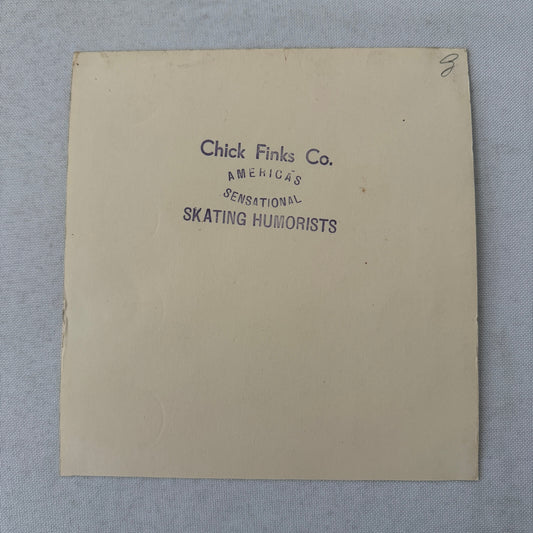 Chick Finks Co.
AMERICA'S
SENSATIONAL
SKATING HUMORISTS